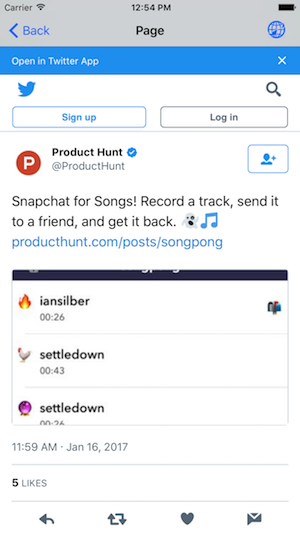 Carrier 12:54 PM
Back Page
Open in Twitter App ×
Sign up Log in
P Product Hunt
@ProductHunt
Snapchat for Songs! Record a track, send it
to a friend, and get it back. 👻🎵
producthunt.com/posts/songpong
iansilber
00:26
settledown
00:43
settledown
00:26
11:59 AM · Jan 16, 2017
5 LIKES